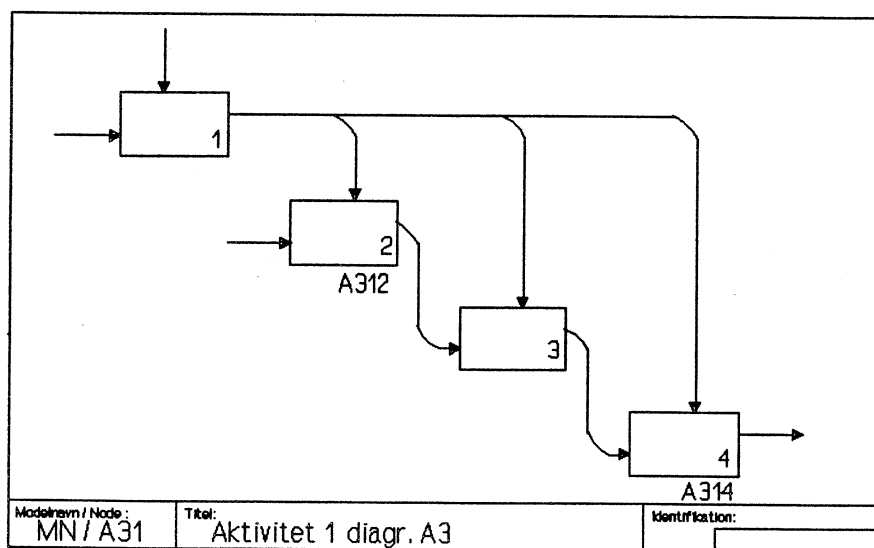 1
2
A312
3
4
A314
Modelnavn / Node :
MN / A31
Titel:
Aktivitet 1 diagr. A3
Identifikation: